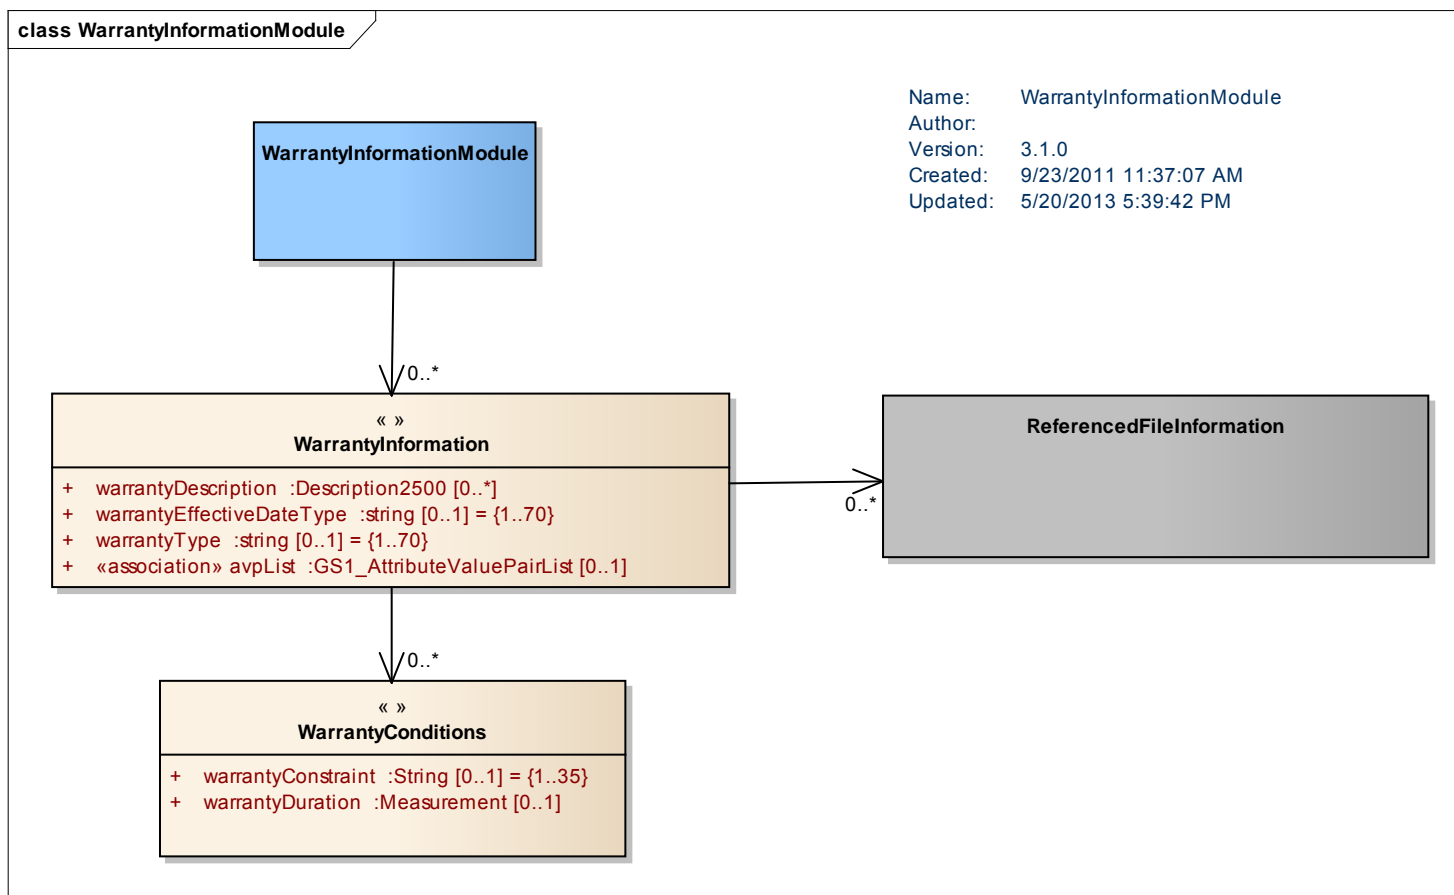 class WarrantyInformationModule
Name: WarrantyInformationModule
Author:
Version: 3.1.0
Created: 9/23/2011 11:37:07 AM
Updated: 5/20/2013 5:39:42 PM
WarrantyInformationModule
0..*
« »
WarrantyInformation
+ warrantyDescription :Description2500 [0..*]
+ warrantyEffectiveDateType :string [0..1] = {1..70}
+ warrantyType :string [0..1] = {1..70}
+ «association» avpList :GS1_AttributeValuePairList [0..1]
0..*
ReferencedFileInformation
0..*
« »
WarrantyConditions
+ warrantyConstraint :String [0..1] = {1..35}
+ warrantyDuration :Measurement [0..1]